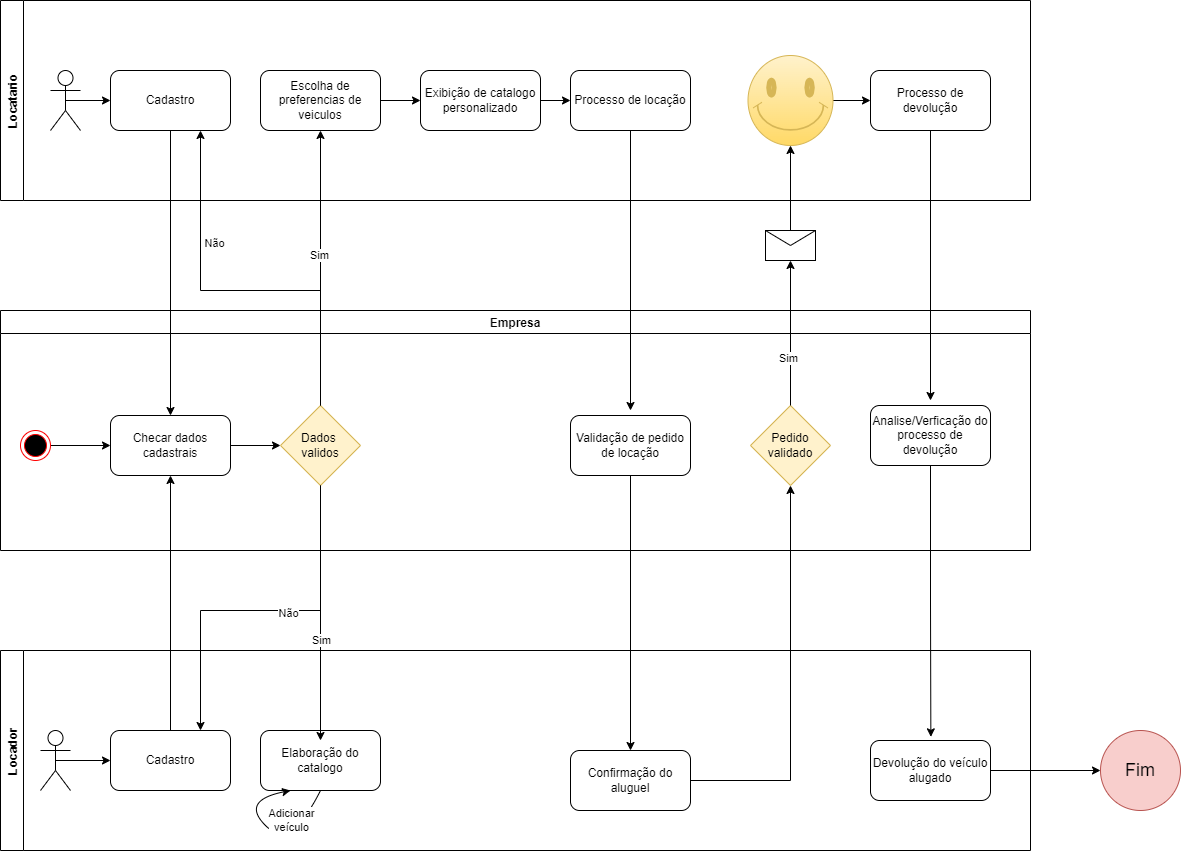 Locatario
Cadastro
Escolha de
preferencias de
veiculos
Exibição de catalogo
personalizado
Processo de locação
Processo de
devolução
Não
Sim
Empresa
Sim
Checar dados
cadastrais
Dados
validos
Validação de pedido
de locação
Pedido
validado
Analise/Verficação do
processo de
devolução
Não
Sim
Locador
Cadastro
Elaboração do
catalogo
Adicionar
veículo
Confirmação do
aluguel
Devolução do veículo
alugado
Fim